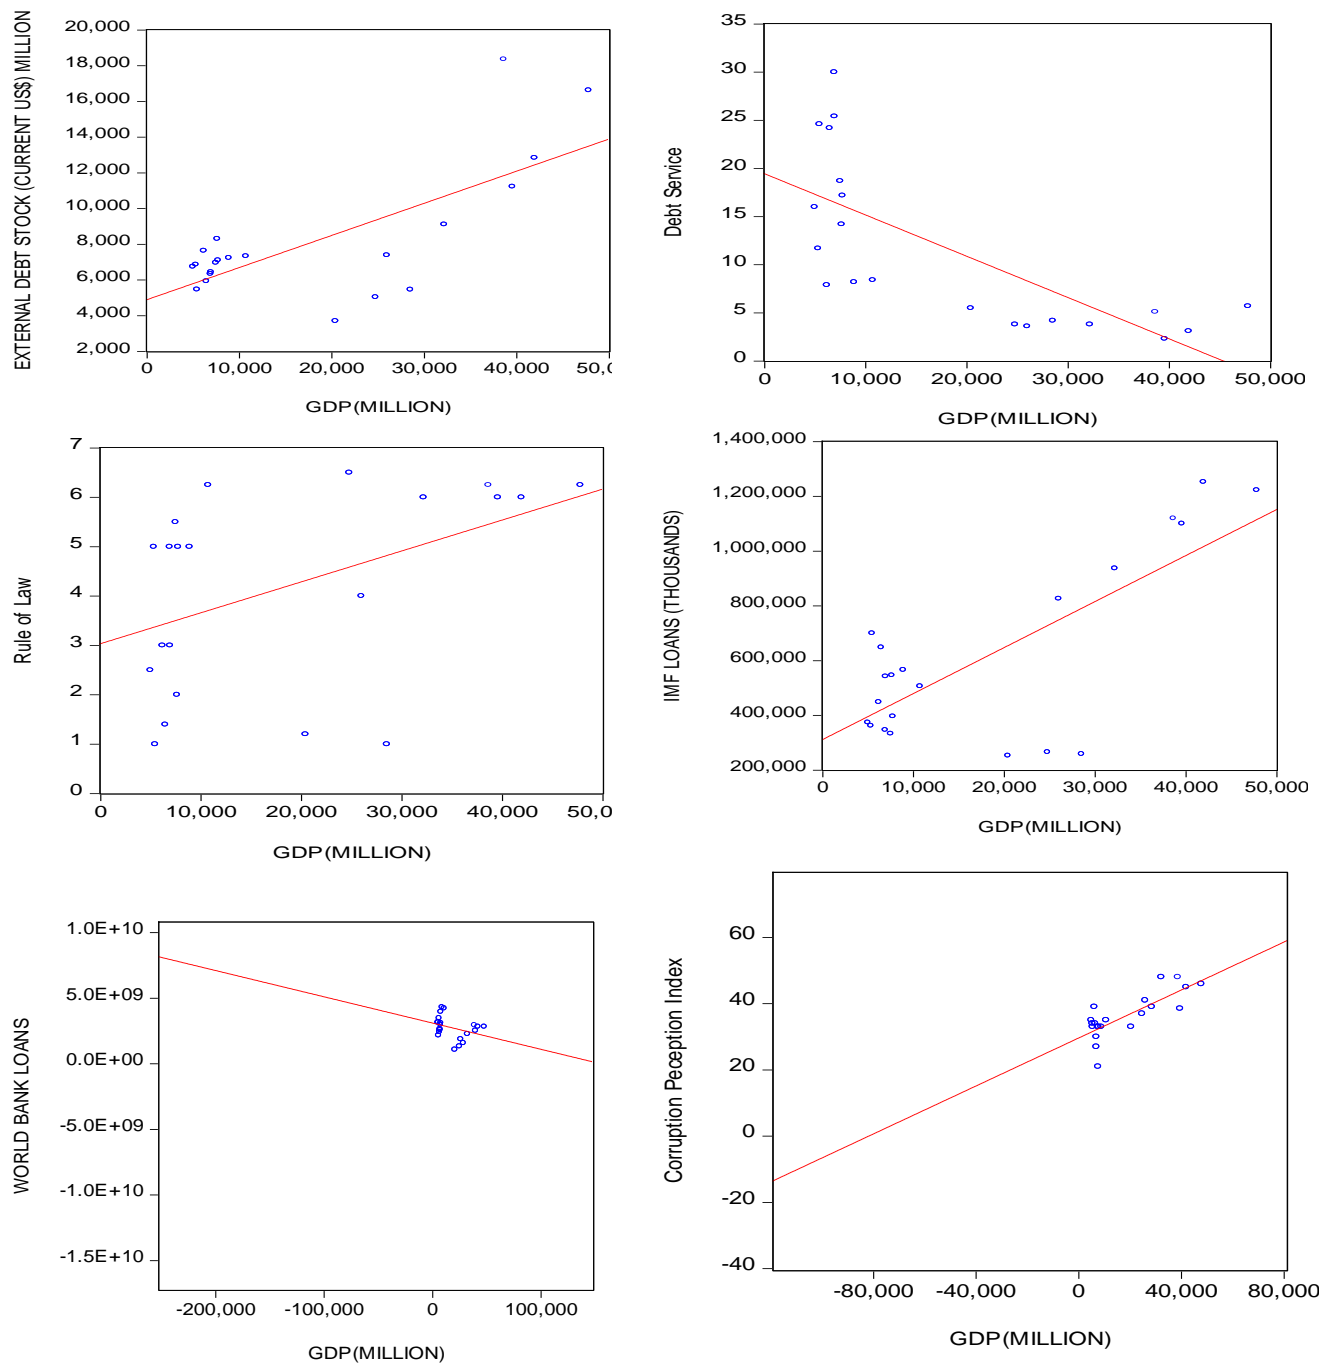 EXTERNAL DEBT STOCK (CURRENT US$) MILLION
20,000
18,000
16,000
14,000
12,000
10,000
8,000
6,000
4,000
2,000
0 10,000 20,000 30,000 40,000 50,0
GDP(MILLION)
Debt Service
35
30
25
20
15
10
5
0
0 10,000 20,000 30,000 40,000 50,000
GDP(MILLION)
Rule of Law
7
6
5
4
3
2
1
0
0 10,000 20,000 30,000 40,000 50,0
GDP(MILLION)
IMF LOANS (THOUSANDS)
1,400,000
1,200,000
1,000,000
800,000
600,000
400,000
200,000
0 10,000 20,000 30,000 40,000 50,000
GDP(MILLION)
WORLD BANK LOANS
1.0E+10
5.0E+09
0.0E+00
-5.0E+09
-1.0E+10
-1.5E+10
-200,000 -100,000 0 100,000
GDP(MILLION)
Corruption Peception Index
60
40
20
0
-20
-40
-80,000 -40,000 0 40,000 80,000
GDP(MILLION)